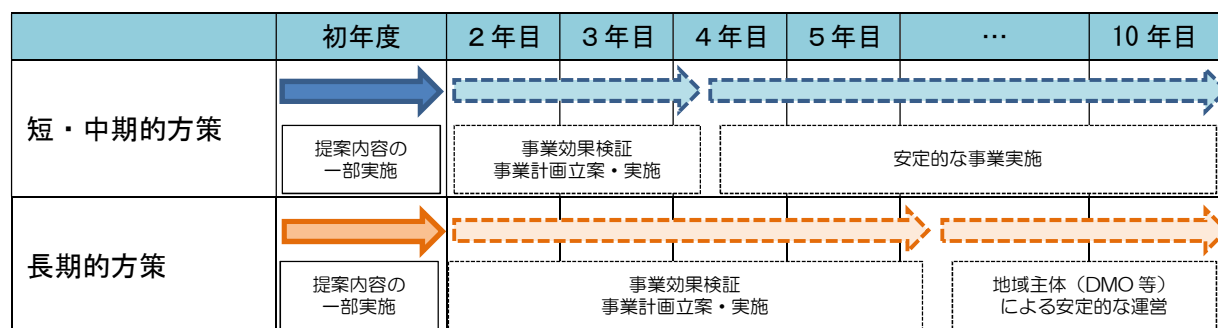 初年度 ２年目 ３年目 ４年目 ５年目 … 10 年目
短・中期的方策
提案内容の
一部実施
事業効果検証
事業計画立案・実施
安定的な事業実施
長期的方策
提案内容の
一部実施
事業効果検証
事業計画立案・実施
地域主体（DMO 等）
による安定的な運営